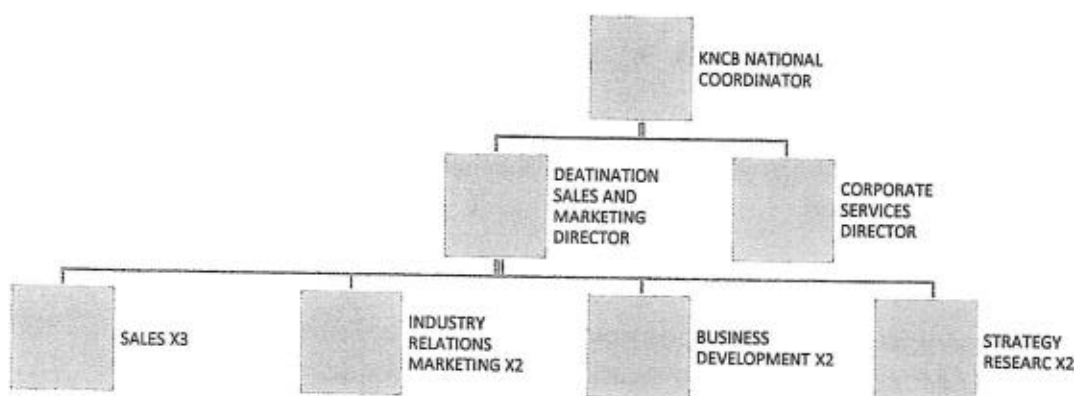 KNCB NATIONAL
COORDINATOR
DEATINATION
SALES AND
MARKETING
DIRECTOR
CORPORATE
SERVICES
DIRECTOR
SALES X3
INDUSTRY
RELATIONS
MARKETING X2
BUSINESS
DEVELOPMENT X2
STRATEGY
RESEARC X2